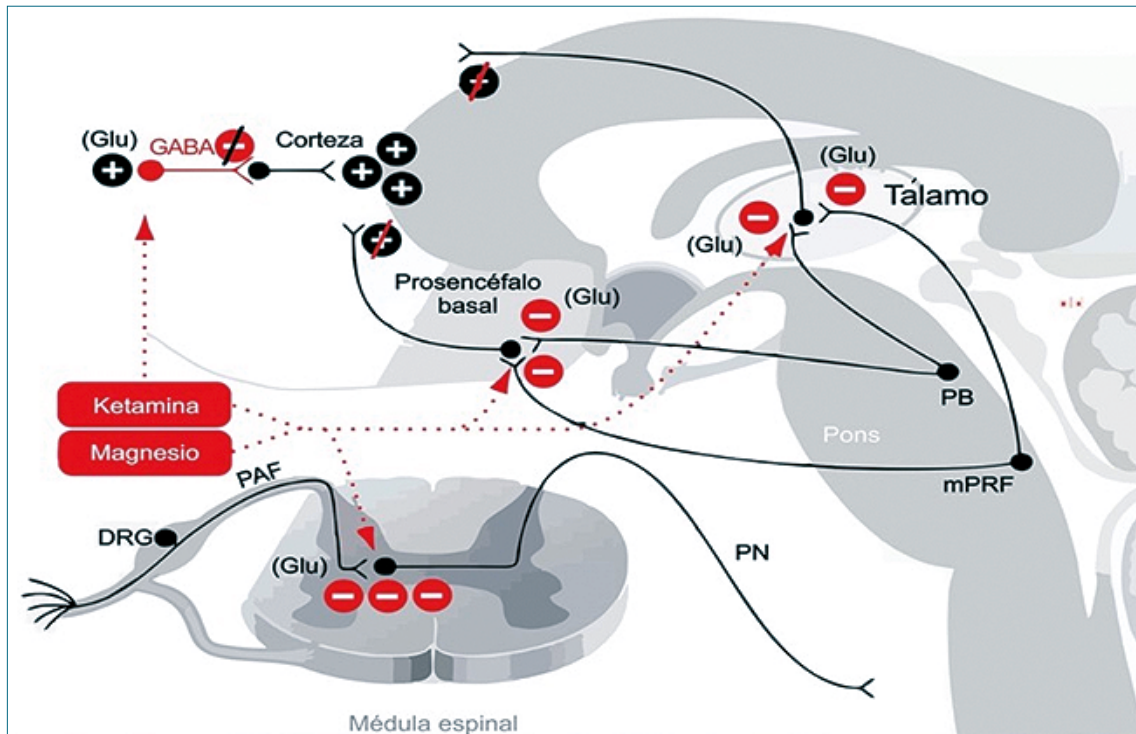 (Glu)
GABA
Corteza
(Glu)
Tálamo
(Glu)
Prosencéfalo
basal
(Glu)
Ketamina
Magnesio
PB
Pons
mPRF
PAF
DRG
(Glu)
PN
Médula espinal